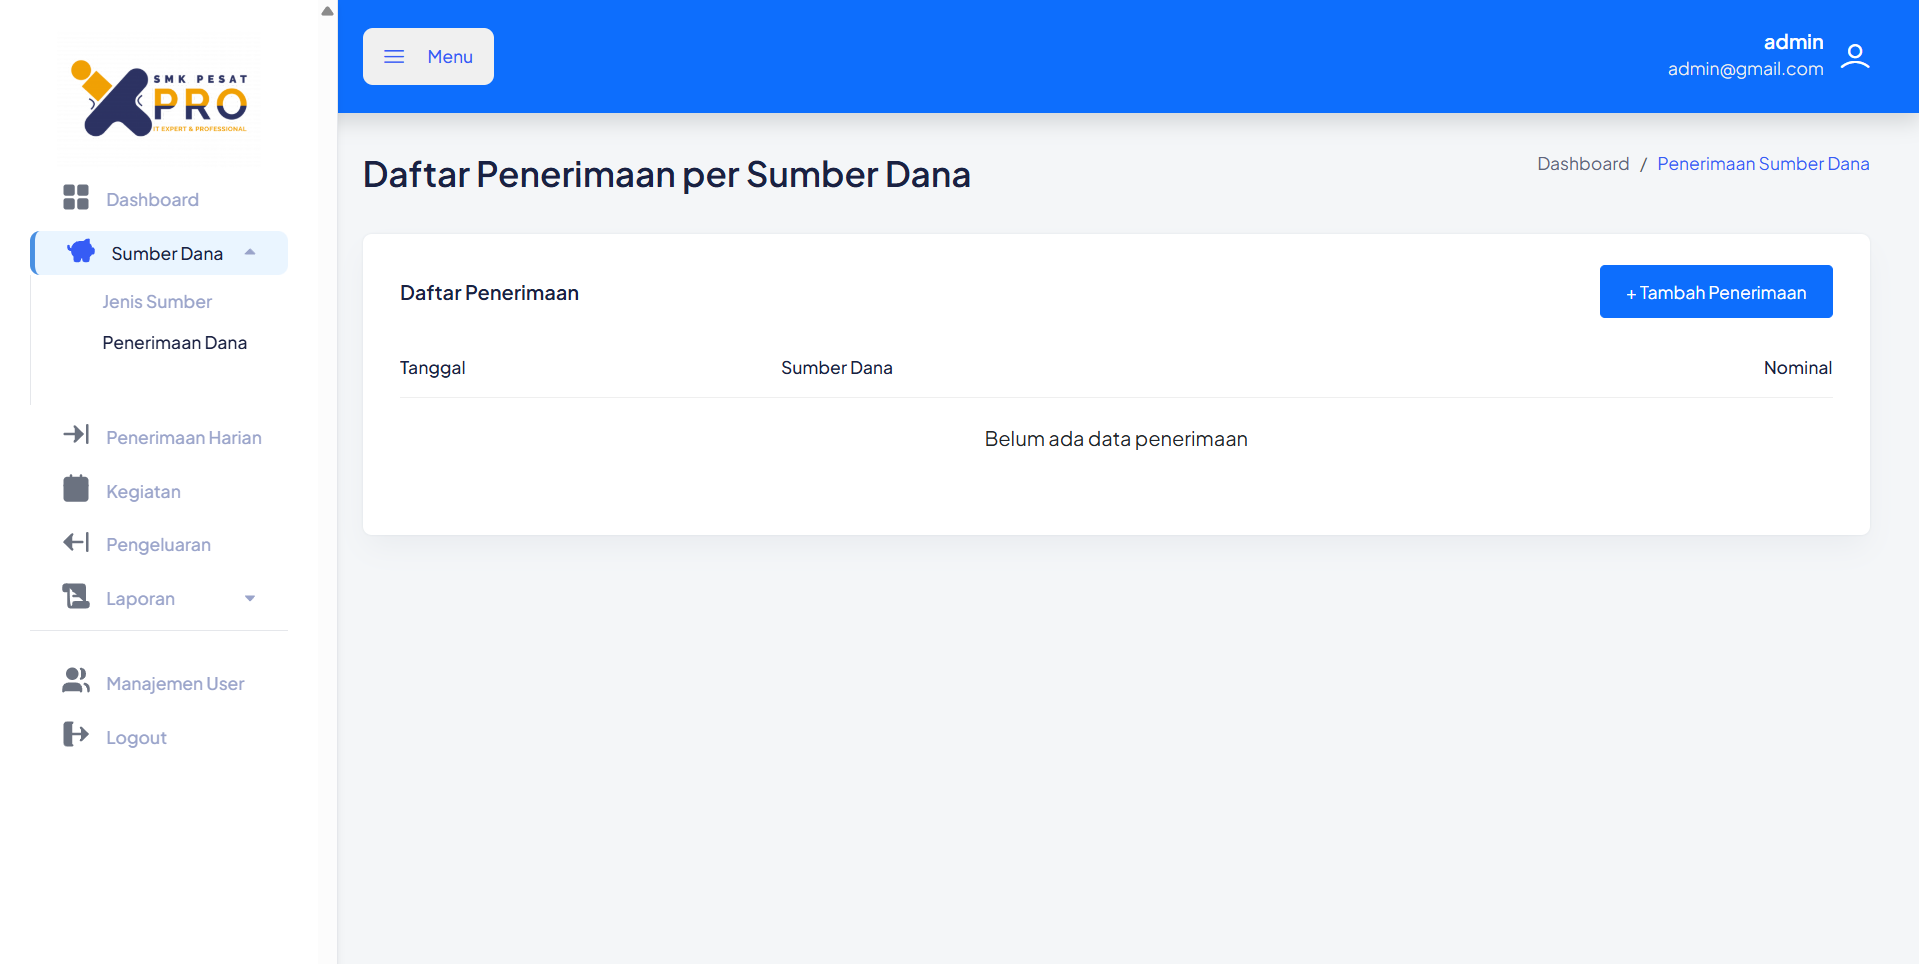 SMK PESAT
PRO
IT EXPERT & PROFESSIONAL
Dashboard
Sumber Dana
Jenis Sumber
Penerimaan Dana
Penerimaan Harian
Kegiatan
Pengeluaran
Laporan
Manajemen User
Logout
Menu
admin
admin@gmail.com
Daftar Penerimaan per Sumber Dana
Dashboard / Penerimaan Sumber Dana
Daftar Penerimaan
+ Tambah Penerimaan
Tanggal Sumber Dana Nominal
Belum ada data penerimaan